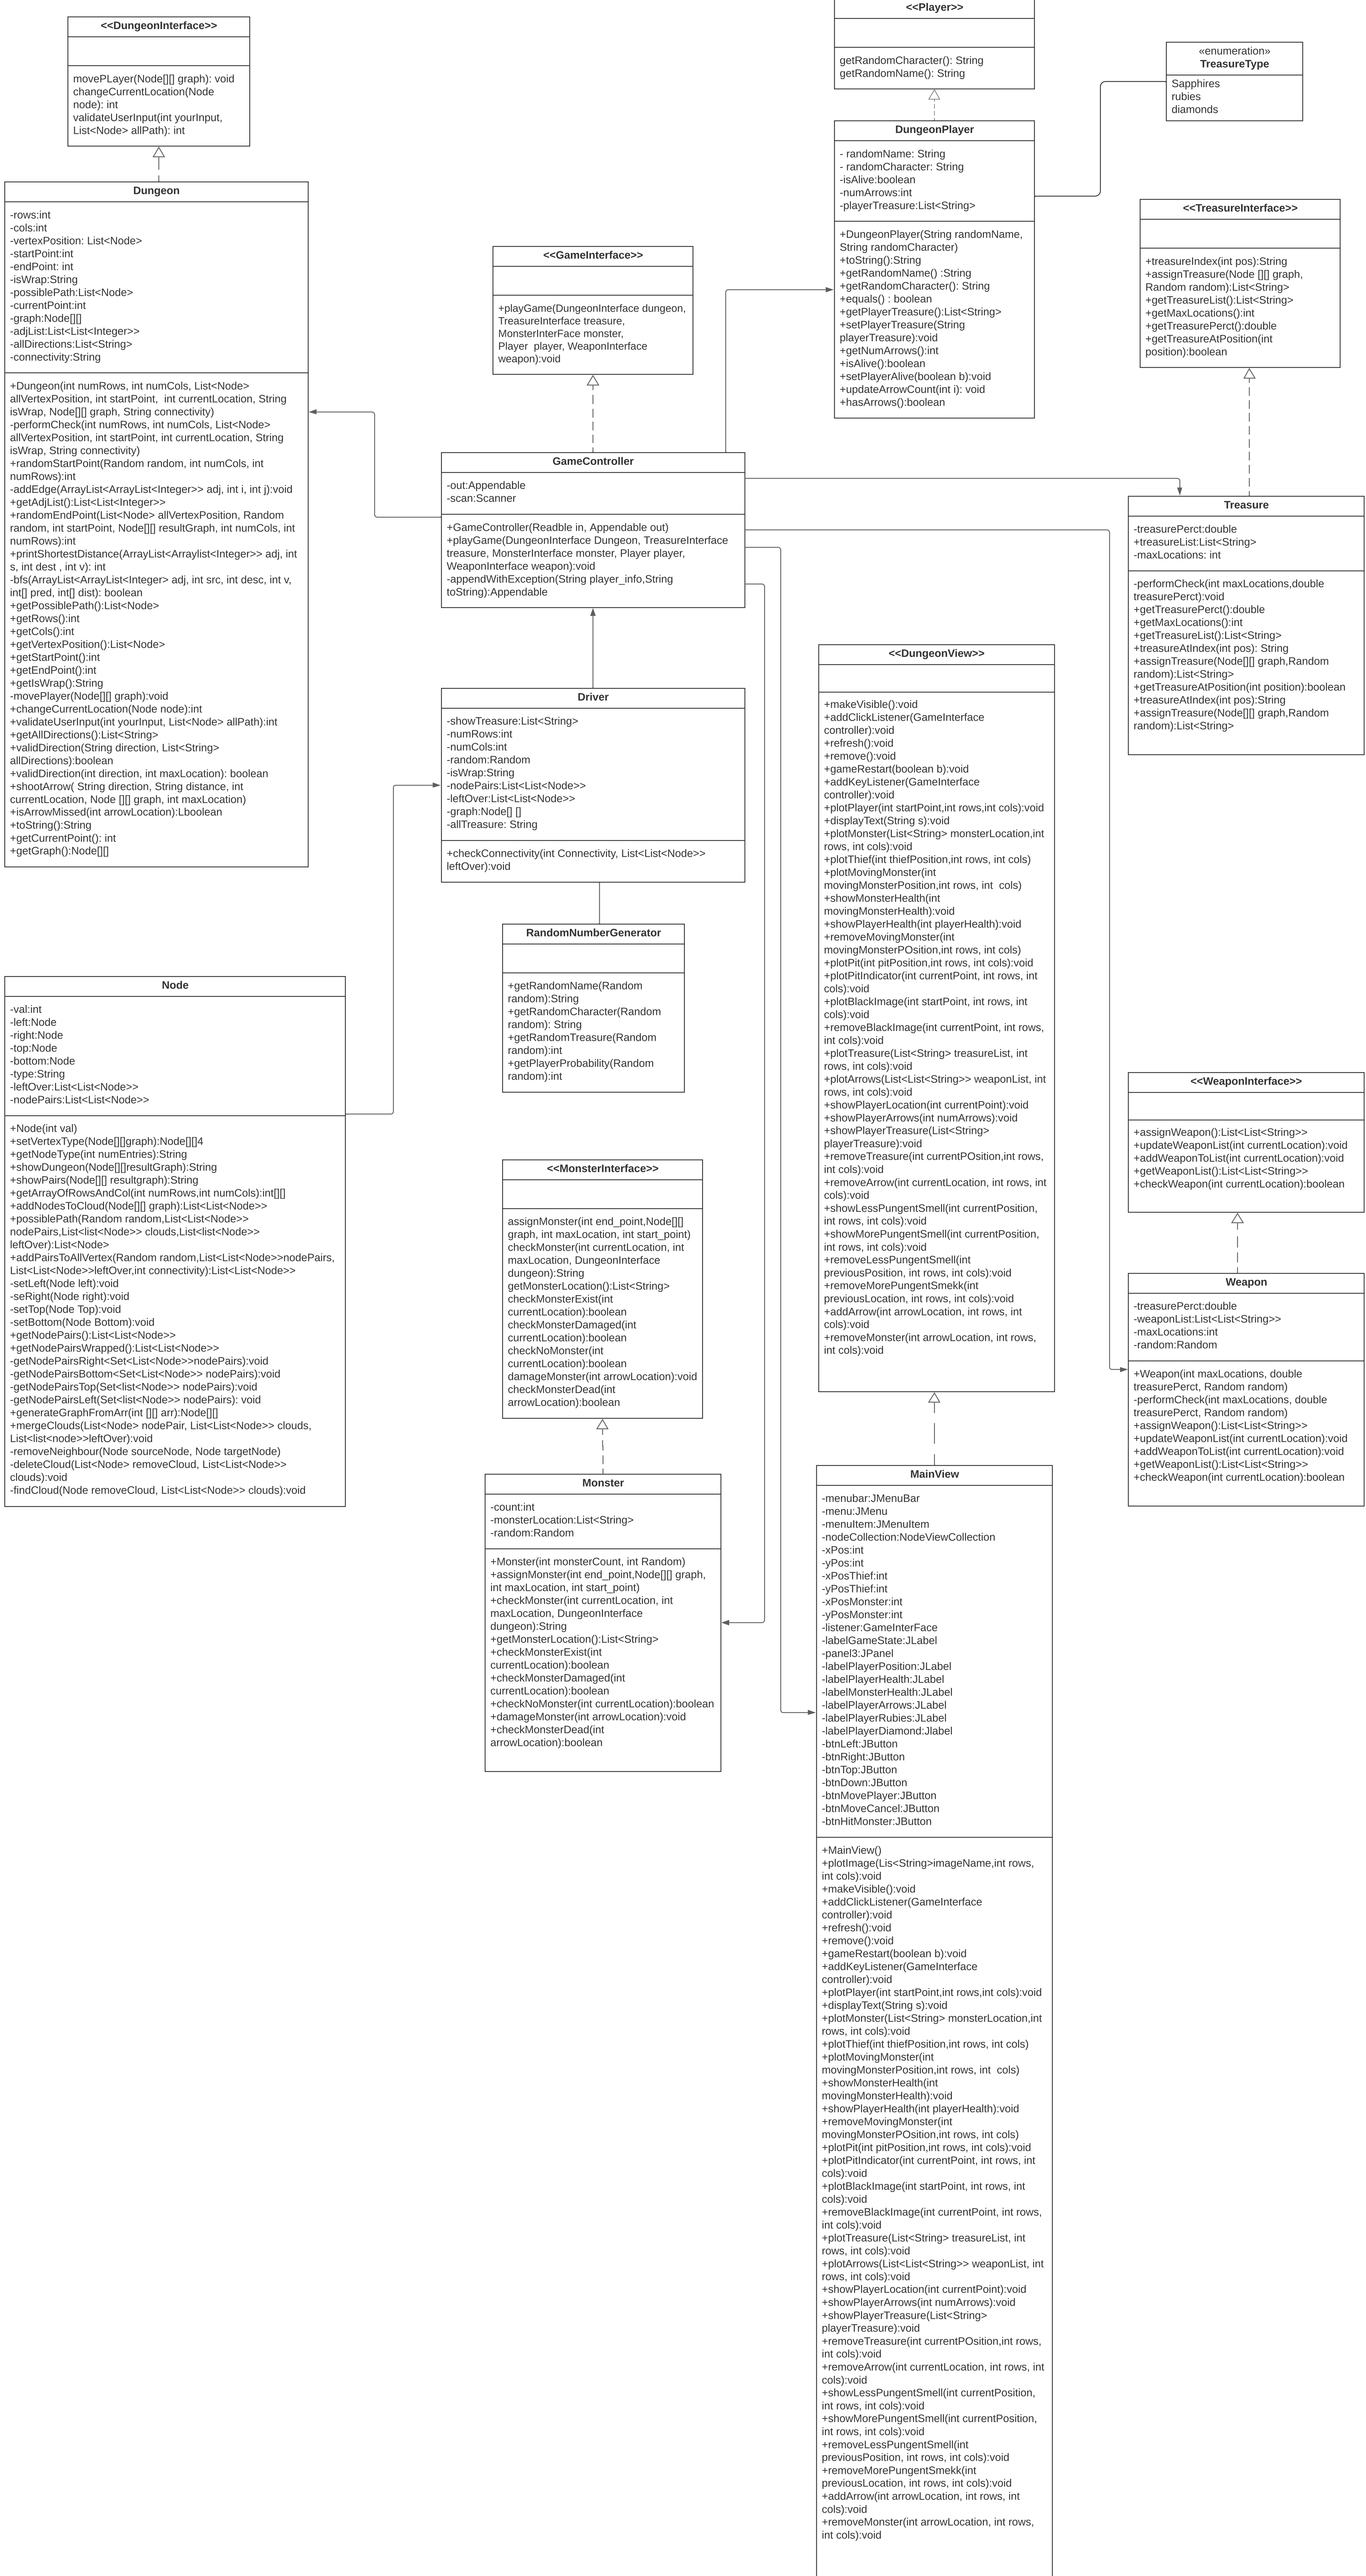 <<DungeonInterface>>
movePLayer(Node[][] graph): void
changeCurrentLocation(Node
node): int
validateUserInput(int yourInput,
List<Node> allPath): int
Dungeon
-rows:int
-cols:int
-vertexPosition: List<Node>
-startPoint:int
-endPoint: int
-isWrap:String
-possiblePath:List<Node>
-currentPoint:int
-graph:Node[][]
-adjList:List<List<Integer>>
-allDirections:List<String>
-connectivity:String
+Dungeon(int numRows, int numCols, List<Node>
allVertexPosition, int startPoint,  int currentLocation, String
isWrap, Node[][] graph, String connectivity)
-performCheck(int numRows, int numCols, List<Node>
allVertexPosition, int startPoint, int currentLocation, String
isWrap, String connectivity)
+randomStartPoint(Random random, int numCols, int
numRows):int
-addEdge(ArrayList<ArrayList<Integer>> adj, int i, int j):void
+getAdjList():List<List<Integer>>
+randomEndPoint(List<Node> allVertexPosition, Random
random, int startPoint, Node[][] resultGraph, int numCols, int
numRows):int
+printShortestDistance(ArrayList<Arraylist<Integer>> adj, int
s, int dest , int v): int
-bfs(ArrayList<ArrayList<Integer> adj, int src, int desc, int v,
int[] pred, int[] dist): boolean
+getPossiblePath():List<Node>
+getRows():int
+getCols():int
+getVertexPosition():List<Node>
+getStartPoint():int
+getEndPoint():int
+getIsWrap():String
-movePlayer(Node[][] graph):void
+changeCurrentLocation(Node node):int
+validateUserInput(int yourInput, List<Node> allPath):int
+getAllDirections():List<String>
+validDirection(String direction, List<String>
allDirections):boolean
+validDirection(int direction, int maxLocation): boolean
+shootArrow( String direction, String distance, int
currentLocation, Node [][] graph, int maxLocation)
+isArrowMissed(int arrowLocation):Lboolean
+toString():String
+getCurrentPoint(): int
+getGraph():Node[][]
<<GameInterface>>
+playGame(DungeonInterface dungeon,
TreasureInterface treasure,
MonsterInterFace monster,
Player  player, WeaponInterface
weapon):void
<<Player>>
getRandomCharacter(): String
getRandomName(): String
DungeonPlayer
- randomName: String
- randomCharacter: String
-isAlive:boolean
-numArrows:int
-playerTreasure:List<String>
+DungeonPlayer(String randomName,
String randomCharacter)
+toString():String
+getRandomName() :String
+getRandomCharacter(): String
+equals() : boolean
+getPlayerTreasure():List<String>
+setPlayerTreasure(String
playerTreasure):void
+getNumArrows():int
+isAlive():boolean
+setPlayerAlive(boolean b):void
+updateArrowCount(int i): void
+hasArrows():boolean
«enumeration»
TreasureType
Sapphires
rubies
diamonds
<<TreasureInterface>>
+treasureIndex(int pos):String
+assignTreasure(Node [][] graph,
Random random):List<String>
+getTreasureList():List<String>
+getMaxLocations():int
+getTreasurePerct():double
+getTreasureAtPosition(int
position):boolean
GameController
-out:Appendable
-scan:Scanner
+GameController(Readble in, Appendable out)
+playGame(DungeonInterface Dungeon, TreasureInterface
treasure, MonsterInterface monster, Player player,
WeaponInterface weapon):void
-appendWithException(String player_info,String
toString):Appendable
Treasure
-treasurePerct:double
+treasureList:List<String>
-maxLocations: int
-performCheck(int maxLocations,double
treasurePerct):void
+getTreasurePerct():double
+getMaxLocations():int
+getTreasureList():List<String>
+treasureAtIndex(int pos): String
+assignTreasure(Node[][] graph,Random
random):List<String>
+getTreasureAtPosition(int position):boolean
+treasureAtIndex(int pos):String
+assignTreasure(Node[][] graph,Random
random):List<String>
Driver
-showTreasure:List<String>
-numRows:int
-numCols:int
-random:Random
-isWrap:String
-nodePairs:List<List<Node>>
-leftOver:List<List<Node>>
-graph:Node[] []
-allTreasure: String
+checkConnectivity(int Connectivity, List<List<Node>>
leftOver):void
RandomNumberGenerator
+getRandomName(Random
random):String
+getRandomCharacter(Random
random): String
+getRandomTreasure(Random
random):int
+getPlayerProbability(Random
random):int
Node
-val:int
-left:Node
-right:Node
-top:Node
-bottom:Node
-type:String
-leftOver:List<List<Node>>
-nodePairs:List<List<Node>>
+Node(int val)
+setVertexType(Node[][]graph):Node[][]4
+getNodeType(int numEntries):String
+showDungeon(Node[][]resultGraph):String
+showPairs(Node[][] resultgraph):String
+getArrayOfRowsAndCol(int numRows,int numCols):int[][]
+addNodesToCloud(Node[][] graph):List<List<Node>>
+possiblePath(Random random,List<List<Node>>
nodePairs,List<list<Node>> clouds,List<list<Node>>
leftOver):List<Node>
+addPairsToAllVertex(Random random,List<List<Node>>nodePairs,
List<List<Node>>leftOver,int connectivity):List<List<Node>>
-setLeft(Node left):void
-seRight(Node right):void
-setTop(Node Top):void
-setBottom(Node Bottom):void
+getNodePairs():List<List<Node>>
+getNodePairsWrapped():List<List<Node>>
-getNodePairsRight<Set<List<Node>>nodePairs):void
-getNodePairsBottom<Set<List<Node>> nodePairs):void
-getNodePairsTop(Set<list<Node>> nodePairs):void
-getNodePairsLeft(Set<list<Node>> nodePairs): void
+generateGraphFromArr(int [][] arr):Node[][]
+mergeClouds(List<Node> nodePair, List<List<Node>> clouds,
List<list<node>>leftOver):void
-removeNeighbour(Node sourceNode, Node targetNode)
-deleteCloud(List<Node> removeCloud, List<List<Node>>
clouds):void
-findCloud(Node removeCloud, List<List<Node>> clouds):void
<<MonsterInterface>>
assignMonster(int end_point,Node[][]
graph, int maxLocation, int start_point)
checkMonster(int currentLocation, int
maxLocation, DungeonInterface
dungeon):String
getMonsterLocation():List<String>
checkMonsterExist(int
currentLocation):boolean
checkMonsterDamaged(int
currentLocation):boolean
checkNoMonster(int
currentLocation):boolean
damageMonster(int arrowLocation):void
checkMonsterDead(int
arrowLocation):boolean
Monster
-count:int
-monsterLocation:List<String>
-random:Random
+Monster(int monsterCount, int Random)
+assignMonster(int end_point,Node[][] graph,
int maxLocation, int start_point)
+checkMonster(int currentLocation, int
maxLocation, DungeonInterface
dungeon):String
+getMonsterLocation():List<String>
+checkMonsterExist(int
currentLocation):boolean
+checkMonsterDamaged(int
currentLocation):boolean
+checkNoMonster(int currentLocation):boolean
+damageMonster(int arrowLocation):void
+checkMonsterDead(int
arrowLocation):boolean
<<DungeonView>>
+makeVisible():void
+addClickListener(GameInterface
controller):void
+refresh():void
+remove():void
+gameRestart(boolean b):void
+addKeyListener(GameInterface
controller):void
+plotPlayer(int startPoint,int rows,int cols):void
+displayText(String s):void
+plotMonster(List<String> monsterLocation,int
rows, int cols):void
+plotThief(int thiefPosition,int rows, int cols)
+plotMovingMonster(int
movingMonsterPosition,int rows, int  cols)
+showMonsterHealth(int
movingMonsterHealth):void
+showPlayerHealth(int playerHealth):void
+removeMovingMonster(int
movingMonsterPOsition,int rows, int cols)
+plotPit(int pitPosition,int rows, int cols):void
+plotPitIndicator(int currentPoint, int rows, int
cols):void
+plotBlackImage(int startPoint, int rows, int
cols):void
+removeBlackImage(int currentPoint, int rows,
int cols):void
+plotTreasure(List<String> treasureList, int
rows, int cols):void
+plotArrows(List<List<String>> weaponList, int
rows, int cols):void
+showPlayerLocation(int currentPoint):void
+showPlayerArrows(int numArrows):void
+showPlayerTreasure(List<String>
playerTreasure):void
+removeTreasure(int currentPOsition,int rows,
int cols):void
+removeArrow(int currentLocation, int rows, int
cols):void
+showLessPungentSmell(int currentPosition,
int rows, int cols):void
+showMorePungentSmell(int currentPosition,
int rows, int cols):void
+removeLessPungentSmell(int
previousPosition, int rows, int cols):void
+removeMorePungentSmekk(int
previousLocation, int rows, int cols):void
+addArrow(int arrowLocation, int rows, int
cols):void
+removeMonster(int arrowLocation, int rows,
int cols):void
<<WeaponInterface>>
+assignWeapon():List<List<String>>
+updateWeaponList(int currentLocation):void
+addWeaponToList(int currentLocation):void
+getWeaponList():List<List<String>>
+checkWeapon(int currentLocation):boolean
Weapon
-treasurePerct:double
-weaponList:List<List<String>>
-maxLocations:int
-random:Random
+Weapon(int maxLocations, double
treasurePerct, Random random)
-performCheck(int maxLocations, double
treasurePerct, Random random)
+assignWeapon():List<List<String>>
+updateWeaponList(int currentLocation):void
+addWeaponToList(int currentLocation):void
+getWeaponList():List<List<String>>
+checkWeapon(int currentLocation):boolean
MainView
-menubar:JMenuBar
-menu:JMenu
-menuItem:JMenuItem
-nodeCollection:NodeViewCollection
-xPos:int
-yPos:int
-xPosThief:int
-yPosThief:int
-xPosMonster:int
-yPosMonster:int
-listener:GameInterFace
-labelGameState:JLabel
-panel3:JPanel
-labelPlayerPosition:JLabel
-labelPlayerHealth:JLabel
-labelMonsterHealth:JLabel
-labelPlayerArrows:JLabel
-labelPlayerRubies:JLabel
-labelPlayerDiamond:Jlabel
-btnLeft:JButton
-btnRight:JButton
-btnTop:JButton
-btnDown:JButton
-btnMovePlayer:JButton
-btnMoveCancel:JButton
-btnHitMonster:JButton
+MainView()
+plotImage(Lis<String>imageName,int rows,
int cols):void
+makeVisible():void
+addClickListener(GameInterface
controller):void
+refresh():void
+remove():void
+gameRestart(boolean b):void
+addKeyListener(GameInterface
controller):void
+plotPlayer(int startPoint,int rows,int cols):void
+displayText(String s):void
+plotMonster(List<String> monsterLocation,int
rows, int cols):void
+plotThief(int thiefPosition,int rows, int cols)
+plotMovingMonster(int
movingMonsterPosition,int rows, int  cols)
+showMonsterHealth(int
movingMonsterHealth):void
+showPlayerHealth(int playerHealth):void
+removeMovingMonster(int
movingMonsterPOsition,int rows, int cols)
+plotPit(int pitPosition,int rows, int cols):void
+plotPitIndicator(int currentPoint, int rows, int
cols):void
+plotBlackImage(int startPoint, int rows, int
cols):void
+removeBlackImage(int currentPoint, int rows,
int cols):void
+plotTreasure(List<String> treasureList, int
rows, int cols):void
+plotArrows(List<List<String>> weaponList, int
rows, int cols):void
+showPlayerLocation(int currentPoint):void
+showPlayerArrows(int numArrows):void
+showPlayerTreasure(List<String>
playerTreasure):void
+removeTreasure(int currentPOsition,int rows,
int cols):void
+removeArrow(int currentLocation, int rows, int
cols):void
+showLessPungentSmell(int currentPosition,
int rows, int cols):void
+showMorePungentSmell(int currentPosition,
int rows, int cols):void
+removeLessPungentSmell(int
previousPosition, int rows, int cols):void
+removeMorePungentSmekk(int
previousLocation, int rows, int cols):void
+addArrow(int arrowLocation, int rows, int
cols):void
+removeMonster(int arrowLocation, int rows,
int cols):void